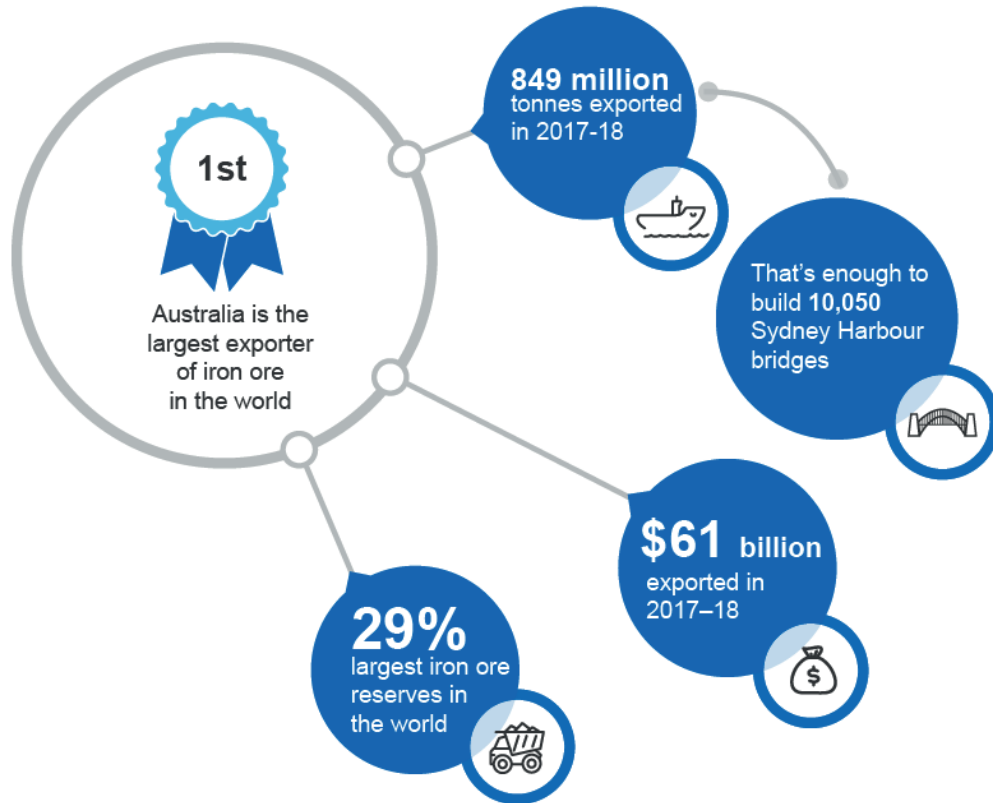 1st
Australia is the
largest exporter
of iron ore
in the world
849 million
tonnes exported
in 2017-18
That's enough to
build 10,050
Sydney Harbour
bridges
$61 billion
exported in
2017–18
$
29%
largest iron ore
reserves in
the world